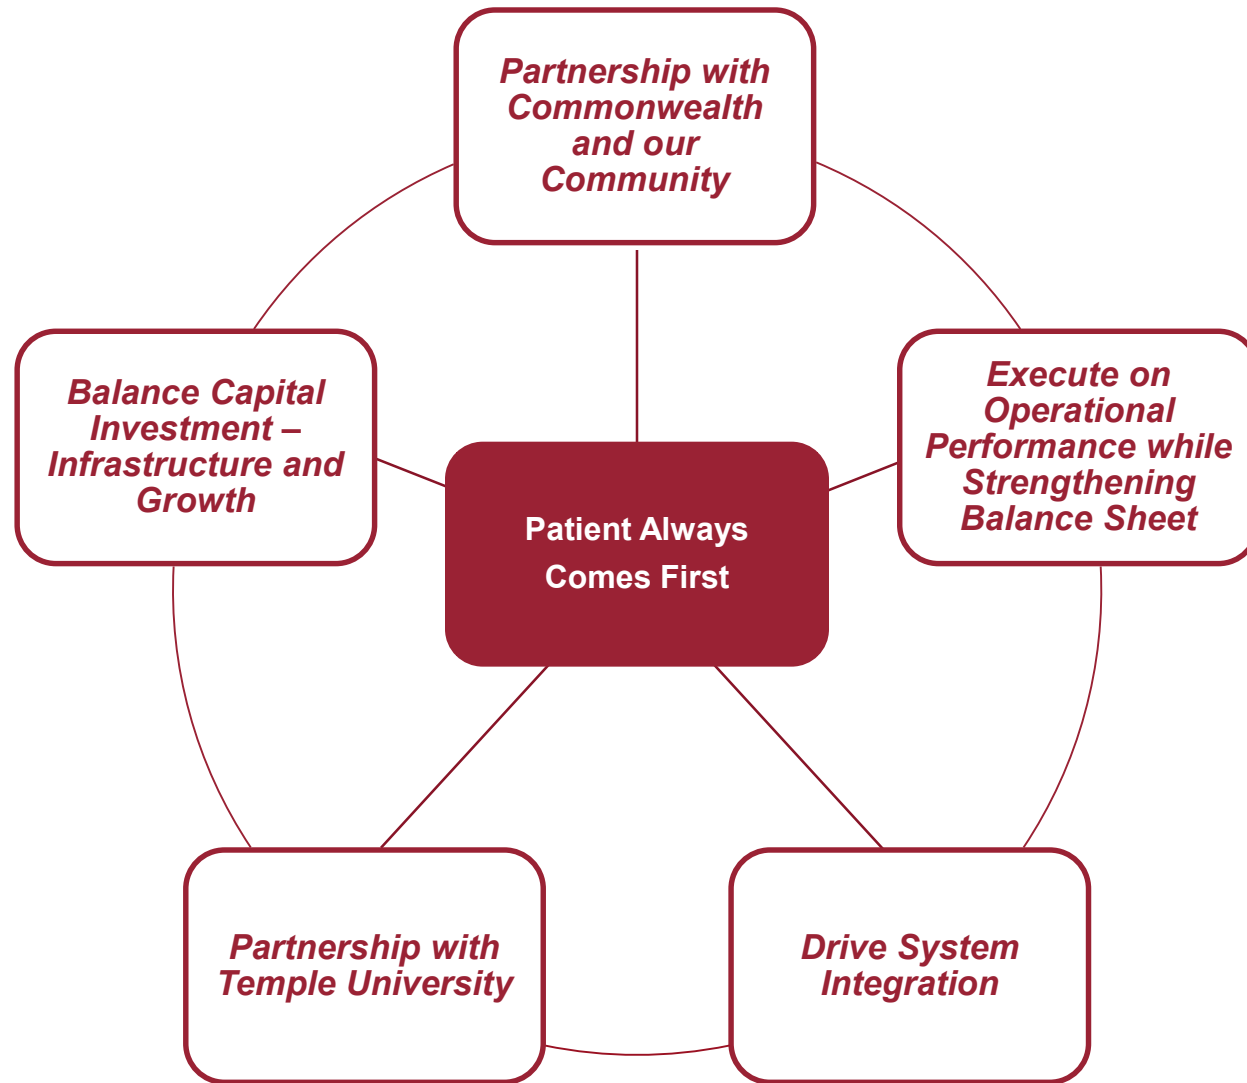 Partnership with
Commonwealth
and our
Community
Balance Capital
Investment –
Infrastructure and
Growth
Execute on
Operational
Performance while
Strengthening
Balance Sheet
Patient Always
Comes First
Partnership with
Temple University
Drive System
Integration